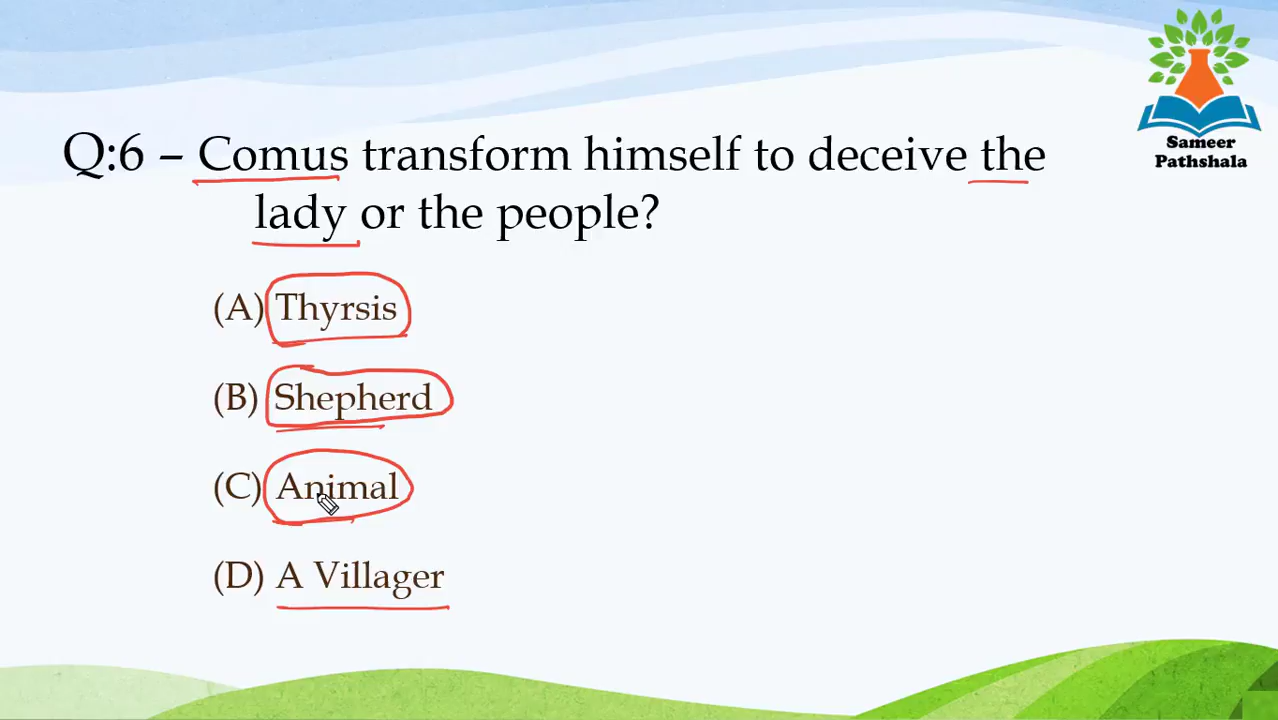 Q:6 – Comus transform himself to deceive the
lady or the people?
(A) Thyrsis
(B) Shepherd
(C) Animal
(D) A Villager
Sameer
Pathshala